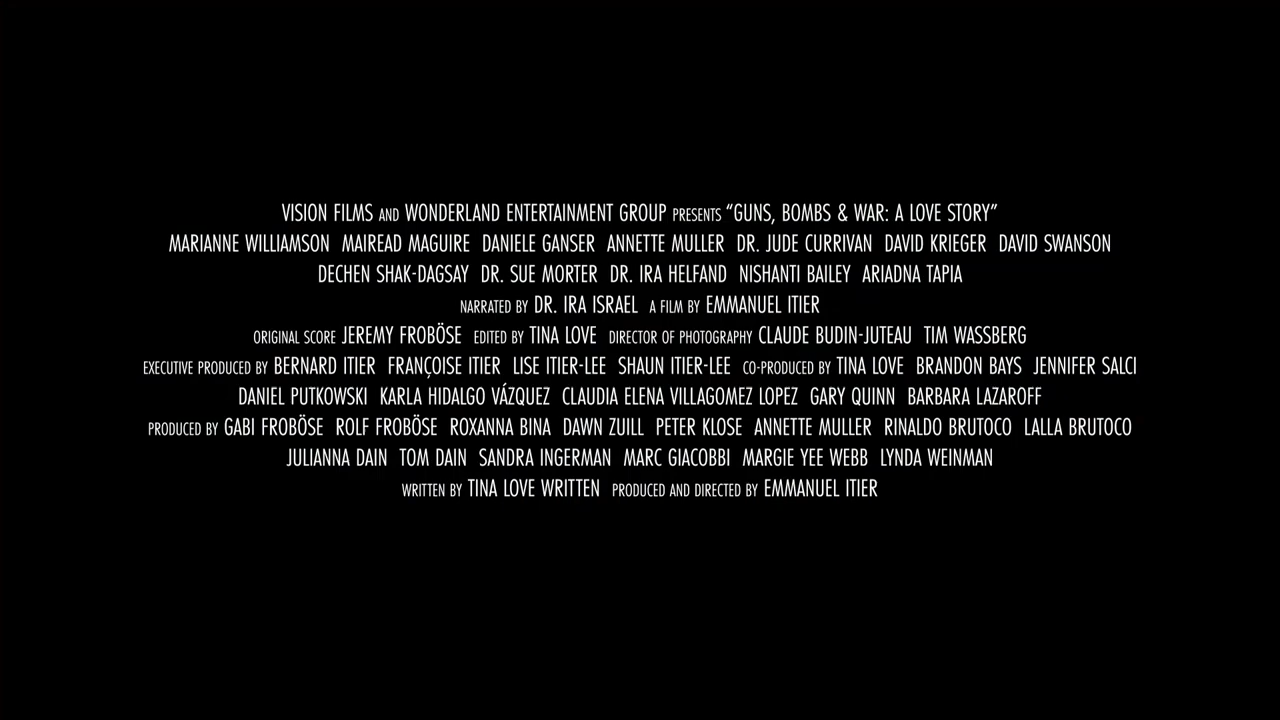 VISION FILMS AND WONDERLAND ENTERTAINMENT GROUP PRESENTS “GUNS, BOMBS & WAR: A LOVE STORY”
MARIANNE WILLIAMSON MAIREAD MAGUIRE DANIELE GANSER ANNETTE MULLER DR. JUDE CURRIVAN DAVID KRIEGER DAVID SWANSON
DECHEN SHAK-DAGSAY DR. SUE MORTER DR. IRA HELFAND NISHANTI BAILEY ARIADNA TAPIA
NARRATED BY DR. IRA ISRAEL A FILM BY EMMANUEL ITIER
ORIGINAL SCORE JEREMY FROBÖSE EDITED BY TINA LOVE DIRECTOR OF PHOTOGRAPHY CLAUDE BUDIN-JUTEAU TIM WASSBERG
EXECUTIVE PRODUCED BY BERNARD ITIER FRANÇOISE ITIER LISE ITIER-LEE SHAUN ITIER-LEE CO-PRODUCED BY TINA LOVE BRANDON BAYS JENNIFER SALCI
DANIEL PUTKOWSKI KARLA HIDALGO VÁZQUEZ CLAUDIA ELENA VILLAGOMEZ LOPEZ GARY QUINN BARBARA LAZAROFF
PRODUCED BY GABI FROBÖSE ROLF FROBÖSE ROXANNA BINA DAWN ZUILL PETER KLOSE ANNETTE MULLER RINALDO BRUTOCO LALLA BRUTOCO
JULIANNA DAIN TOM DAIN SANDRA INGERMAN MARC GIACOBBI MARGIE YEE WEBB LYNDA WEINMAN
WRITTEN BY TINA LOVE WRITTEN PRODUCED AND DIRECTED BY EMMANUEL ITIER